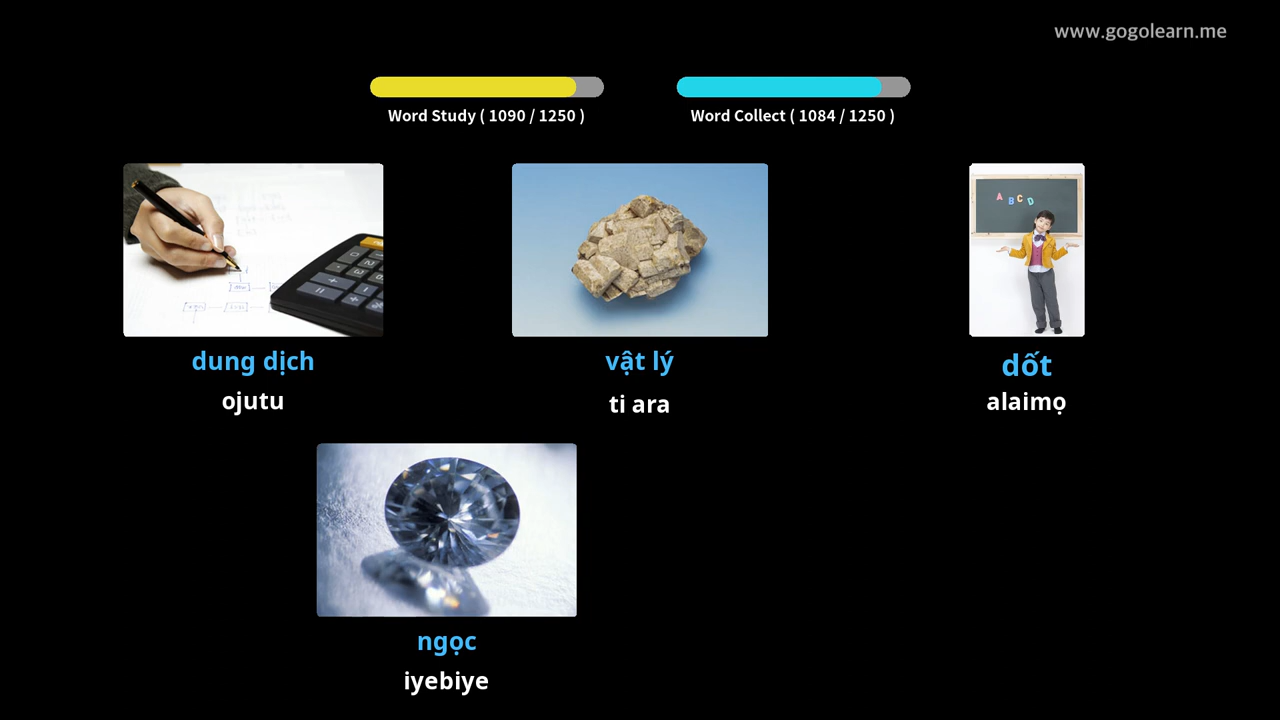 www.gogolearn.me
Word Study ( 1090 / 1250 )
Word Collect ( 1084 / 1250 )
A B C D
dung dịch
ojutu
vật lý
ti ara
dốt
alaimọ
ngọc
iyebiye